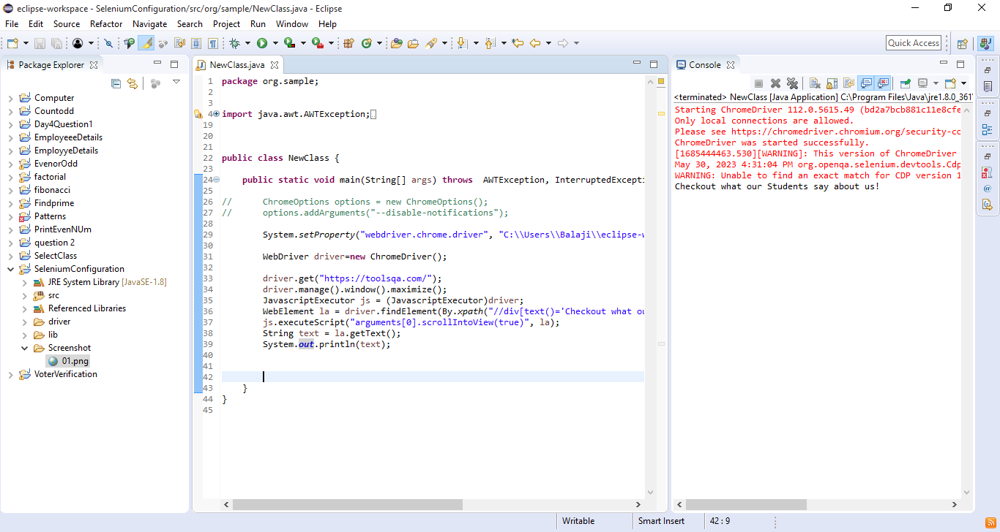 eclipse-workspace - SeleniumConfiguration/src/org/sample/NewClass.java - Eclipse
File Edit Source Refactor Navigate Search Project Run Window Help
Quick Access
Package Explorer
Computer
Countodd
Day4Question1
EmployeeeDetails
EmployyeDetails
EvenorOdd
factorial
fibonacci
Findprime
Patterns
PrintEvenNUm
question 2
SelectClass
SeleniumConfiguration
JRE System Library [JavaSE-1.8]
src
Referenced Libraries
driver
lib
Screenshot
01.png
VoterVerification
NewClass.java
1 package org.sample;
2
3
4 import java.awt.AWTException;
19
20
21
22 public class NewClass {
23
24 public static void main(String[] args) throws  AWTException, InterruptedExcepti
25
26 // ChromeOptions options = new ChromeOptions();
27 // options.addArguments("--disable-notifications");
28
29 System.setProperty("webdriver.chrome.driver", "C:\\Users\\Balaji\\eclipse-w
30
31 WebDriver driver=new ChromeDriver();
32
33 driver.get("https://toolsqa.com/");
34 driver.manage().window().maximize();
35 JavascriptExecutor js = (JavascriptExecutor)driver;
36 WebElement la = driver.findElement(By.xpath("//div[text()='Checkout what ou
37 js.executeScript("arguments[0].scrollIntoView(true)", la);
38 String text = la.getText();
39 System.out.println(text);
40
41
42
43 }
44 }
45
Console
<terminated> NewClass [Java Application] C:\Program Files\Java\jre1.8.0_361\
Starting ChromeDriver 112.0.5615.49 (bd2a7bcb881c11e8cfe
Only local connections are allowed.
Please see https://chromedriver.chromium.org/security-co
ChromeDriver was started successfully.
[1685444463.530][WARNING]: This version of ChromeDriver
May 30, 2023 4:31:04 PM org.openqa.selenium.devtools.Cdp
WARNING: Unable to find an exact match for CDP version 1
Checkout what our Students say about us!
Writable Smart Insert 42 : 9